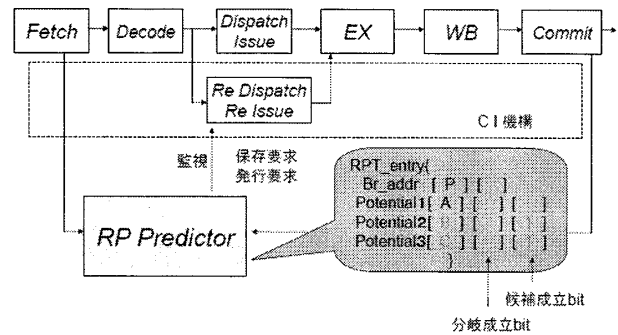 Fetch
Decode
Dispatch
Issue
EX
WB
Commit
Re Dispatch
Re Issue
CI機構
監視
保存要求
発行要求
RP Predictor
RPT_entry{
Br_addr [ P ] [ ]
Potential1[ A ] [ ] [ ]
Potential2[ ] [ ] [ ]
Potential3[ ] [ ] [ ]
}
候補成立bit
分岐成立bit